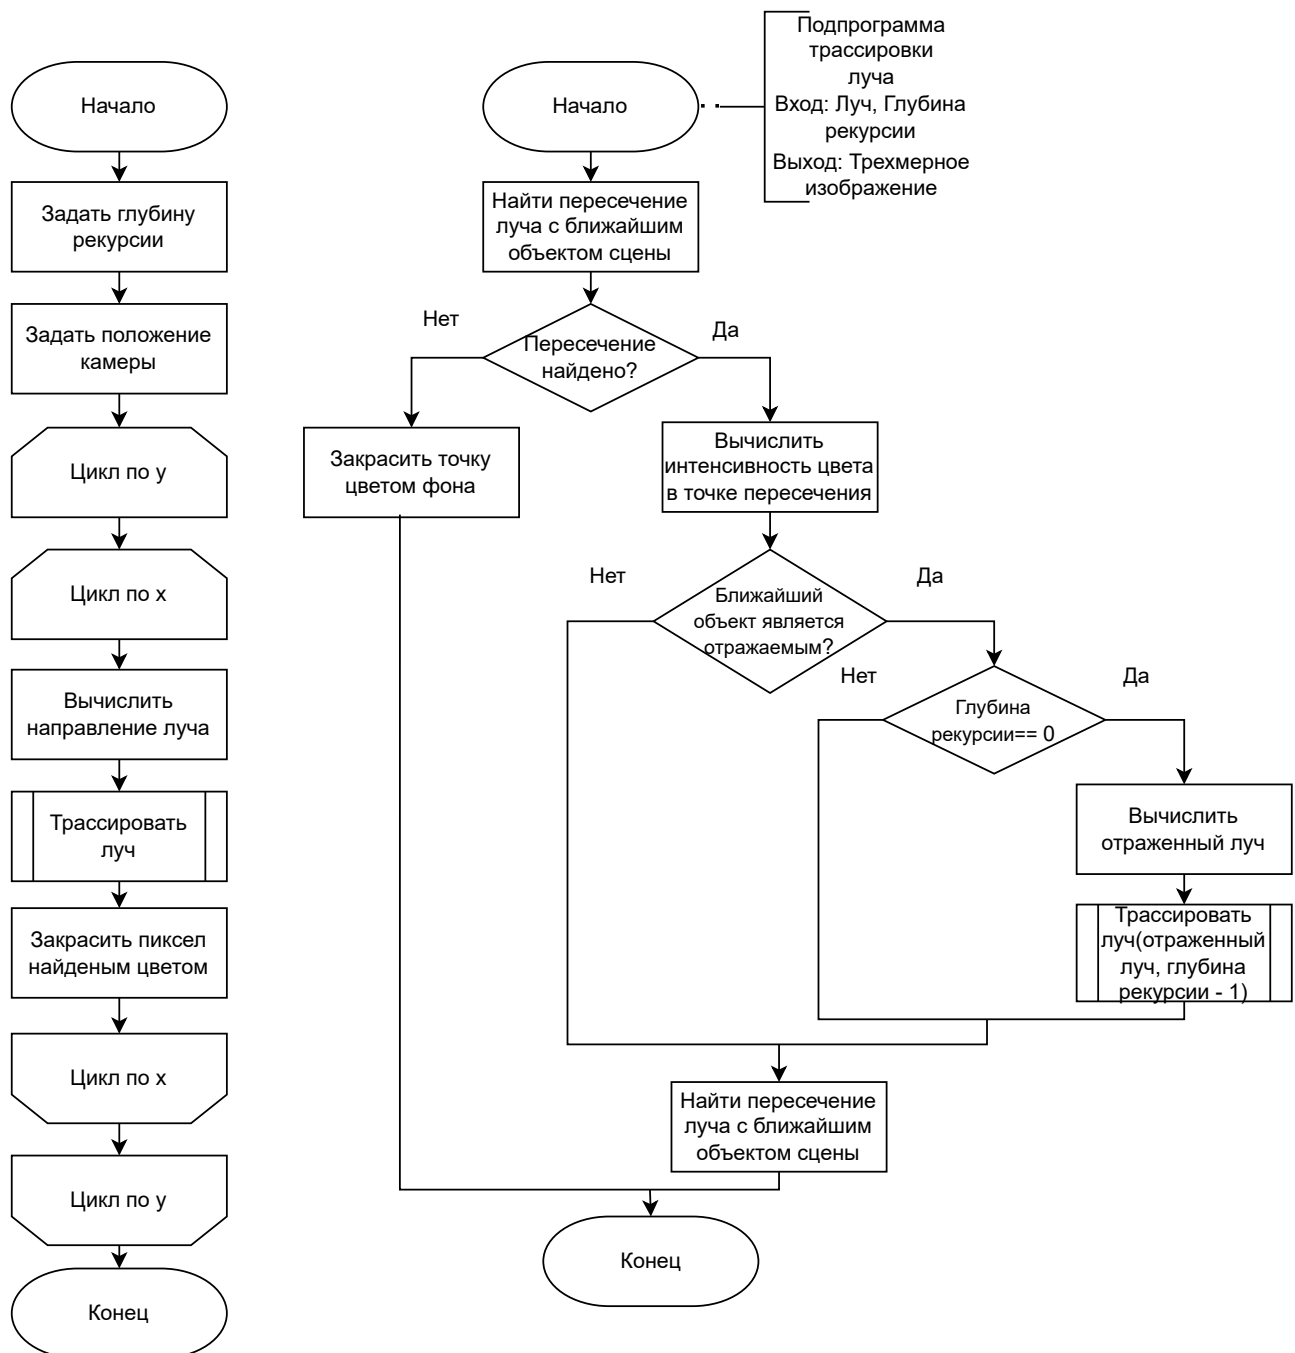 Начало
Задать глубину
рекурсии
Задать положение
камеры
Цикл по y
Цикл по x
Вычислить
направление луча
Трассировать
луч
Закрасить пиксел
найденым цветом
Цикл по x
Цикл по y
Конец
Начало
Подпрограмма
трассировки
луча
Вход: Луч, Глубина
рекурсии
Выход: Трехмерное
изображение
Найти пересечение
луча с ближайшим
объектом сцены
Пересечение
найдено?
Нет
Да
Закрасить точку
цветом фона
Вычислить
интенсивность цвета
в точке пересечения
Ближайший
объект является
отражаемым?
Нет
Да
Глубина
рекурсии== 0
Нет
Да
Вычислить
отраженный луч
Трассировать
луч(отраженный
луч, глубина
рекурсии - 1)
Найти пересечение
луча с ближайшим
объектом сцены
Конец